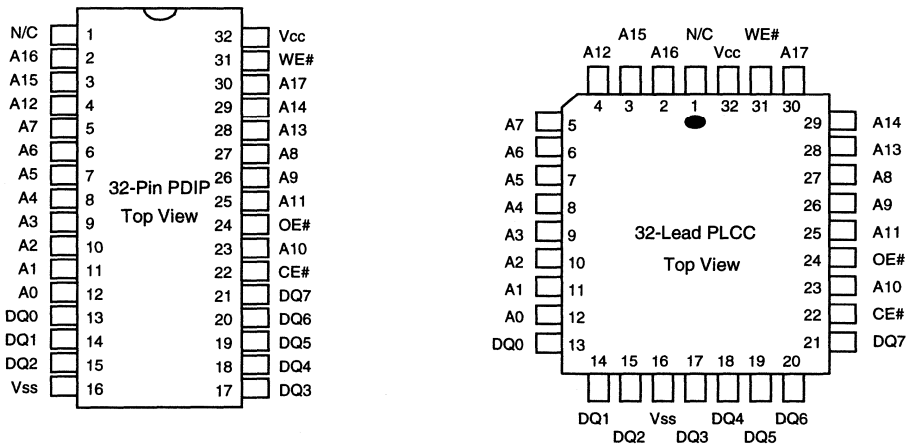 N/C 1 32 Vcc
A16 2 31 WE#
A15 3 30 A17
A12 4 29 A14
A7 5 28 A13
A6 6 27 A8
A5 7 26 A9
32-Pin PDIP
A4 8 25 A11
Top View
A3 9 24 OE#
A2 10 23 A10
A1 11 22 CE#
A0 12 21 DQ7
DQ0 13 20 DQ6
DQ1 14 19 DQ5
DQ2 15 18 DQ4
Vss 16 17 DQ3
A15 N/C WE#
A12 A16 Vcc A17
4 3 2 1 32 31 30
A7 5 29 A14
A6 6 28 A13
A5 7 27 A8
A4 8 26 A9
A3 9 32-Lead PLCC 25 A11
A2 10 Top View 24 OE#
A1 11 23 A10
A0 12 22 CE#
DQ0 13 21 DQ7
14 15 16 17 18 19 20
DQ1 Vss DQ4 DQ6
DQ2 DQ3 DQ5